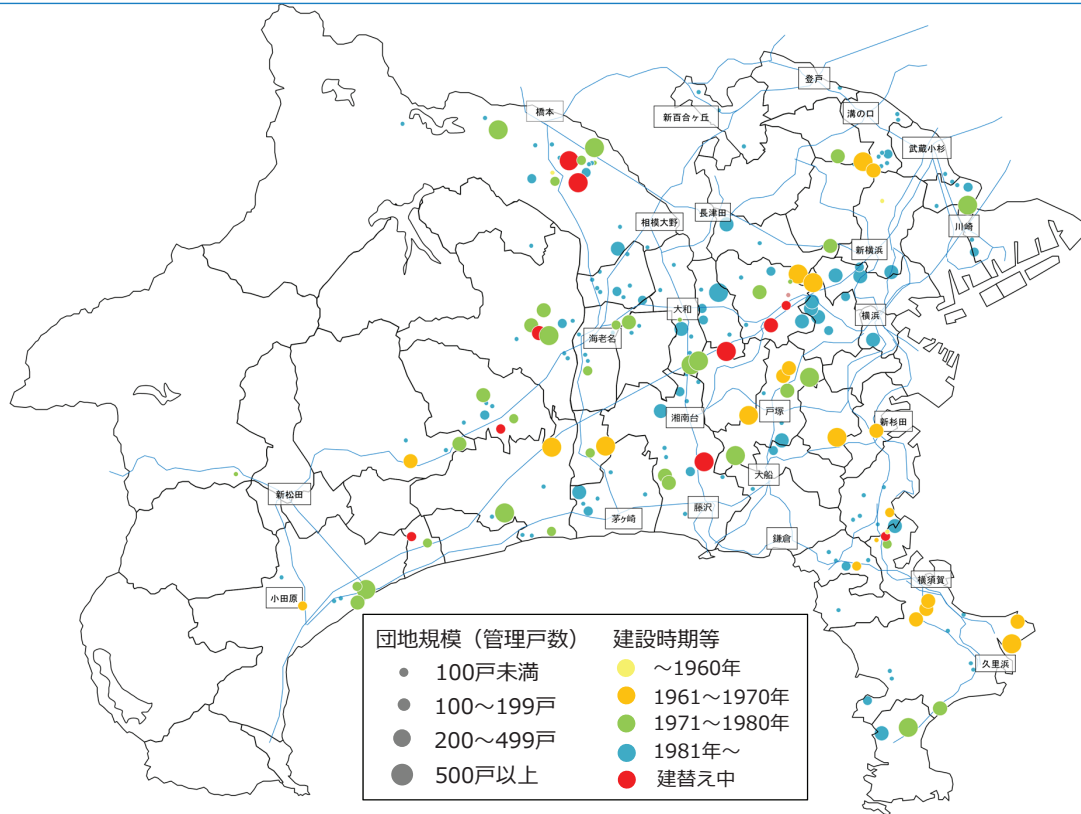 登戸
橋本
溝の口
新百合ヶ丘
武蔵小杉
長津田
相模大野
川崎
新横浜
大和
横浜
海老名
湘南台
戸塚
新杉田
大船
新松田
藤沢
茅ヶ崎
鎌倉
横須賀
小田原
久里浜
団地規模（管理戸数）
100戸未満
100～199戸
200～499戸
500戸以上
建設時期等
～1960年
1961～1970年
1971～1980年
1981年～
建替え中